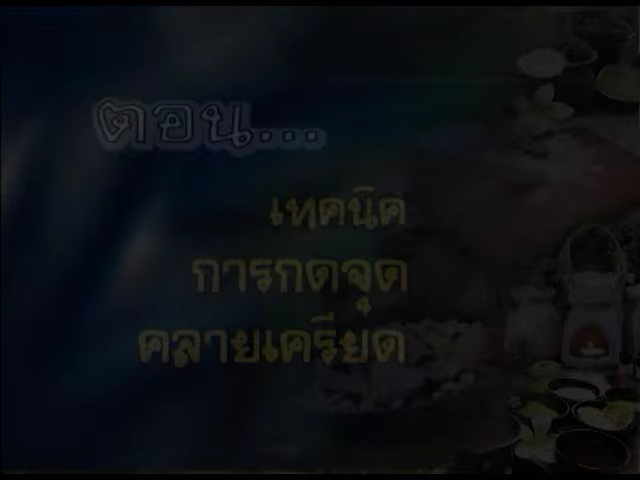 ตอน...
เทคนิค
การกดจุด
คลายเครียด